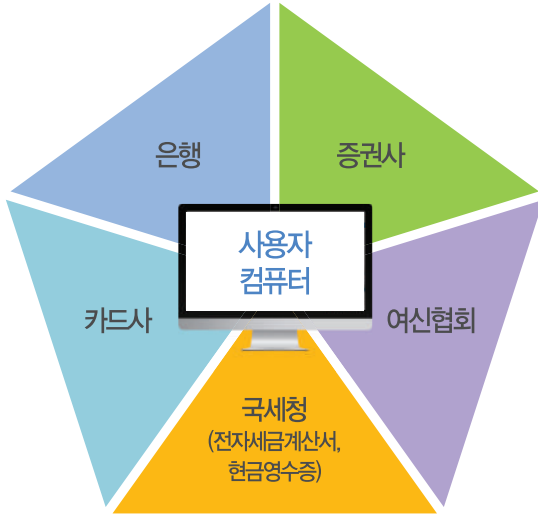 은행
증권사
사용자
컴퓨터
카드사
여신협회
국세청
(전자세금계산서,
현금영수증)